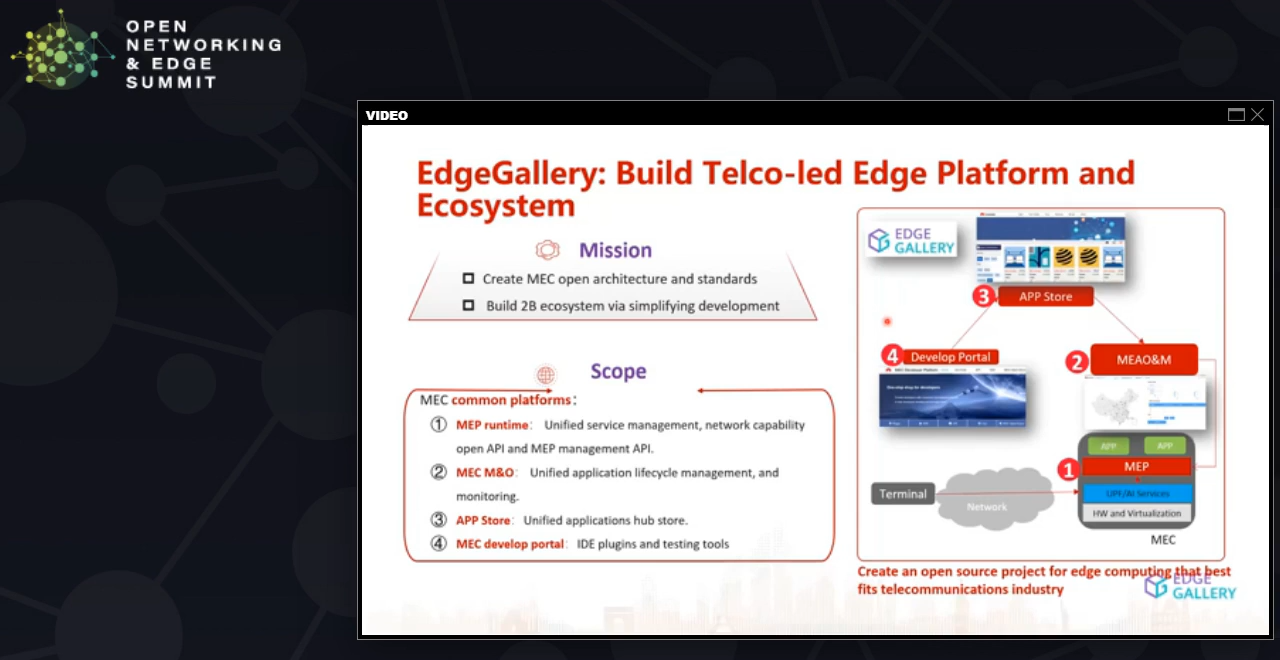 OPEN
NETWORKING
& EDGE
SUMMIT
VIDEO
EdgeGallery: Build Telco-led Edge Platform and
Ecosystem
Mission
Create MEC open architecture and standards
Build 2B ecosystem via simplifying development
Scope
MEC common platforms:
① MEP runtime: Unified service management, network capability
open API and MEP management API.
② MEC M&O: Unified application lifecycle management, and
monitoring.
③ APP Store: Unified applications hub store.
④ MEC develop portal: IDE plugins and testing tools
EDGE
GALLERY
3 APP Store
4 Develop Portal
2 MEAO&M
APP APP
1 MEP
Terminal
Network
UPF/AI Services
HW and Virtualization
MEC
Create an open source project for edge computing that best
fits telecommunications industry
EDGE
GALLERY